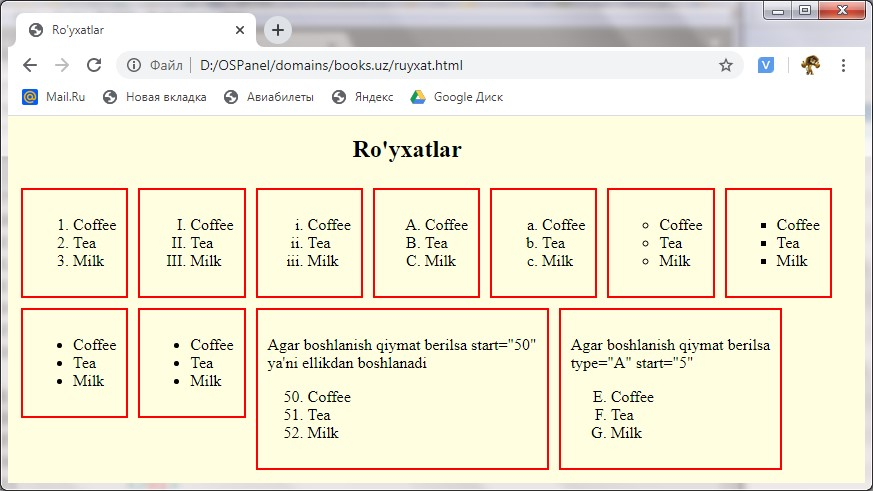 Ro'yxatlar
Файл D:/OSPanel/domains/books.uz/ruyxat.html
Mail.Ru Новая вкладка Авиабилеты Яндекс Google Диск
Ro'yxatlar
1. Coffee
2. Tea
3. Milk
I. Coffee
II. Tea
III. Milk
i. Coffee
ii. Tea
iii. Milk
A. Coffee
B. Tea
C. Milk
a. Coffee
b. Tea
c. Milk
Coffee
Tea
Milk
Coffee
Tea
Milk
Coffee
Tea
Milk
Coffee
Tea
Milk
Agar boshlanish qiymat berilsa start="50"
ya'ni ellikdan boshlanadi
50. Coffee
51. Tea
52. Milk
Agar boshlanish qiymat berilsa
type="A" start="5"
E. Coffee
F. Tea
G. Milk